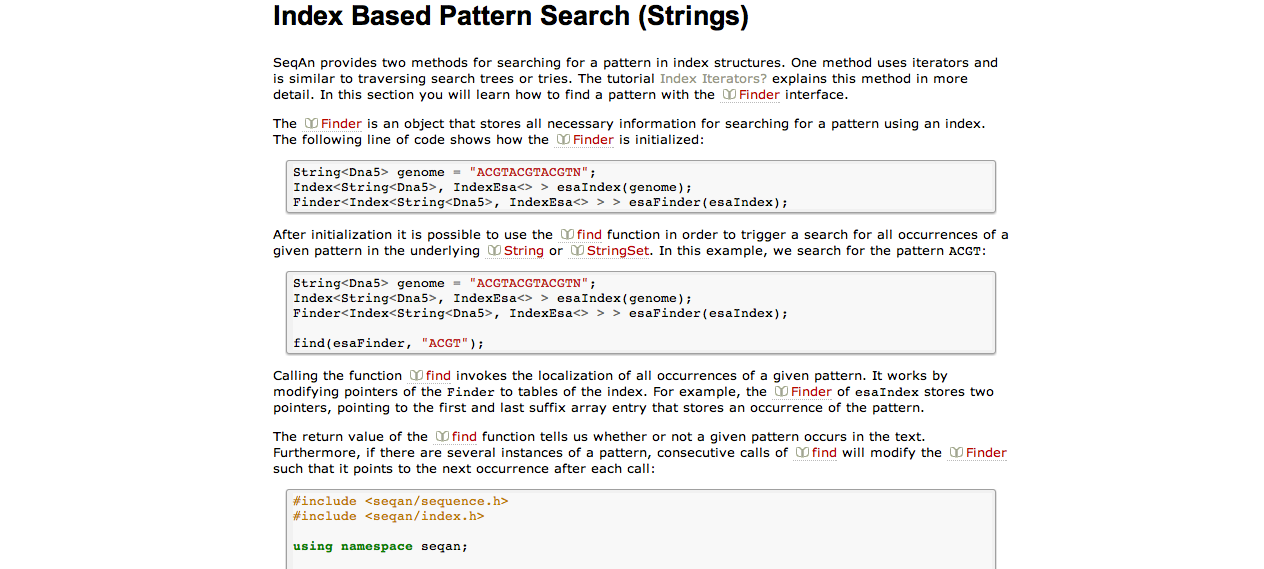 Index Based Pattern Search (Strings)
SeqAn provides two methods for searching for a pattern in index structures. One method uses iterators and
is similar to traversing search trees or tries. The tutorial Index Iterators? explains this method in more
detail. In this section you will learn how to find a pattern with the Finder interface.
The Finder is an object that stores all necessary information for searching for a pattern using an index.
The following line of code shows how the Finder is initialized:
String<Dna5> genome = "ACGTACGTACGTN";
Index<String<Dna5>, IndexEsa<> > esaIndex(genome);
Finder<Index<String<Dna5>, IndexEsa<> > > esaFinder(esaIndex);
After initialization it is possible to use the find function in order to trigger a search for all occurrences of a
given pattern in the underlying String or StringSet. In this example, we search for the pattern ACGT:
String<Dna5> genome = "ACGTACGTACGTN";
Index<String<Dna5>, IndexEsa<> > esaIndex(genome);
Finder<Index<String<Dna5>, IndexEsa<> > > esaFinder(esaIndex);
find(esaFinder, "ACGT");
Calling the function find invokes the localization of all occurrences of a given pattern. It works by
modifying pointers of the Finder to tables of the index. For example, the Finder of esaIndex stores two
pointers, pointing to the first and last suffix array entry that stores an occurrence of the pattern.
The return value of the find function tells us whether or not a given pattern occurs in the text.
Furthermore, if there are several instances of a pattern, consecutive calls of find will modify the Finder
such that it points to the next occurrence after each call:
#include <seqan/sequence.h>
#include <seqan/index.h>
using namespace seqan;